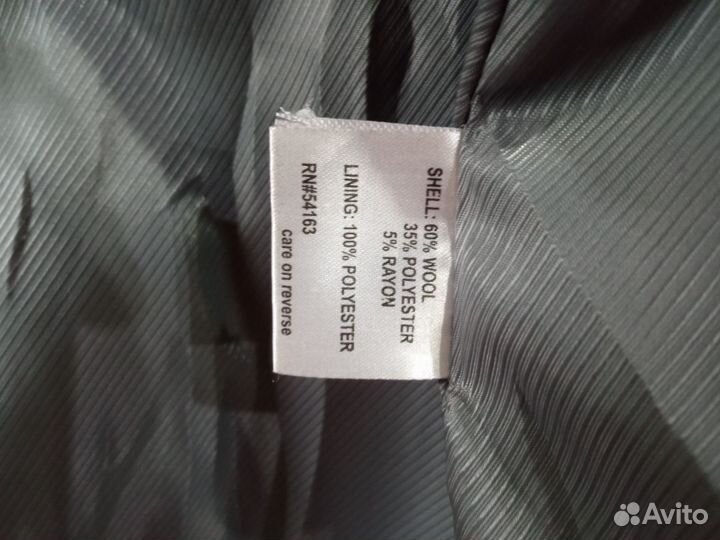 SHELL: 60% WOOL
35% POLYESTER
5% RAYON
LINING: 100% POLYESTER
RN#54163
care on reverse
Avito